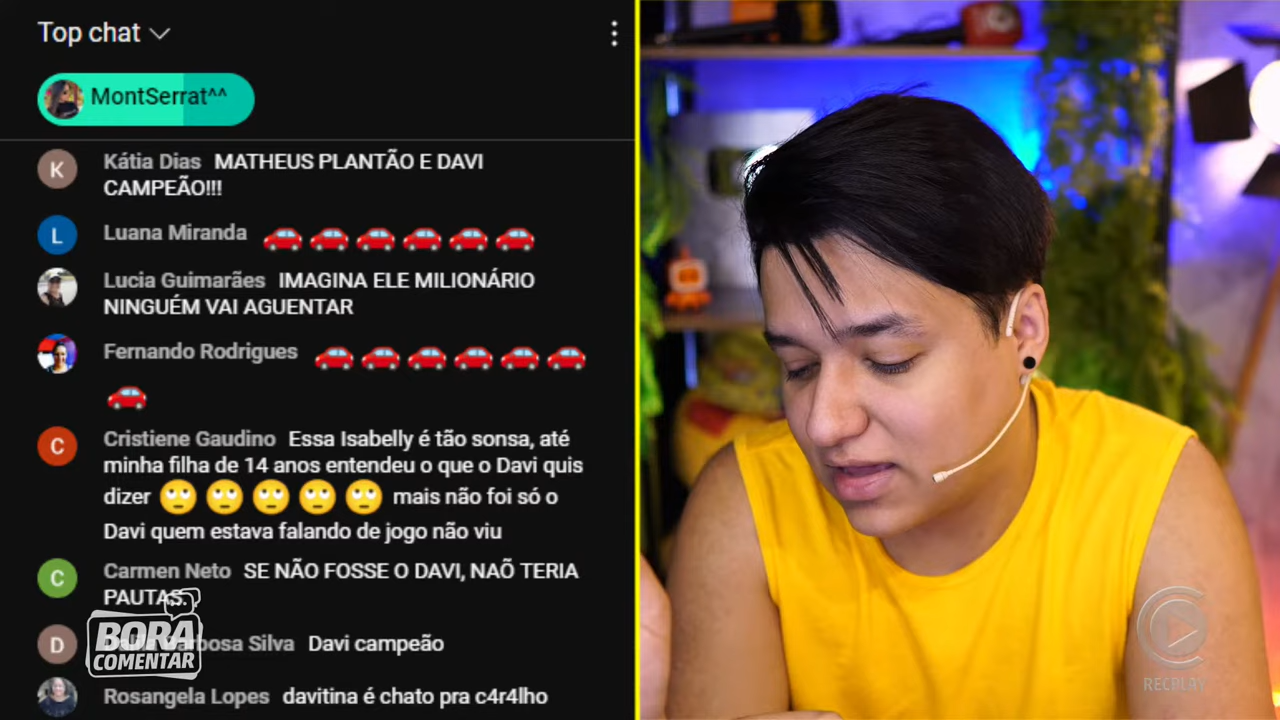 Top chat
MontSerrat^^
Kátia Dias MATHEUS PLANTÃO E DAVI
CAMPEÃO!!!
L Luana Miranda
Lucia Guimarães IMAGINA ELE MILIONÁRIO
NINGUÉM VAI AGUENTAR
Fernando Rodrigues
C Cristiene Gaudino Essa Isabelly é tão sonsa, até
minha filha de 14 anos entendeu o que o Davi quis
dizer 🙄🙄🙄🙄🙄 mais não foi só o
Davi quem estava falando de jogo não viu
C Carmen Neto SE NÃO FOSSE O DAVI, NAÕ TERIA
PAUTAS.
D Barbosa Silva Davi campeão
Rosangela Lopes davitina é chato pra c4r4lho
BORA
COMENTAR
RECPLAY